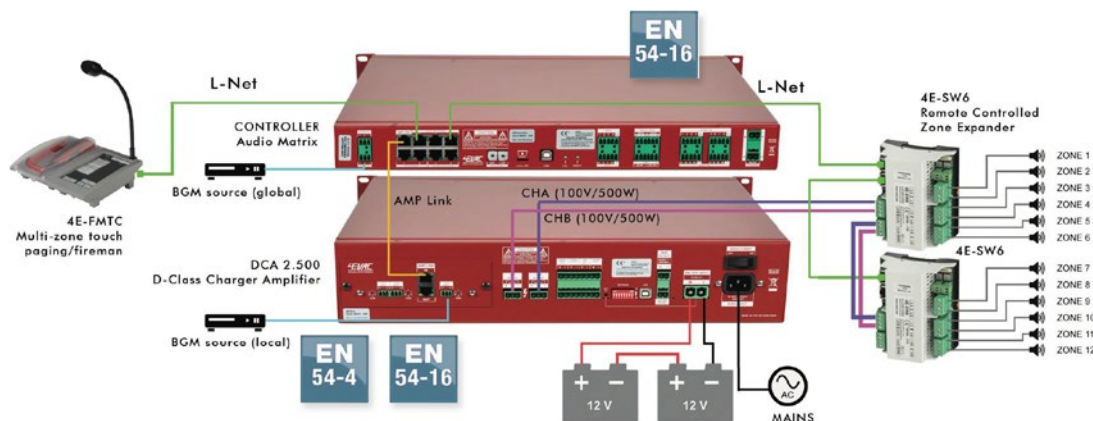 EN
54-16
L-Net
L-Net
4E-SW6
Remote Controlled
Zone Expander
CONTROLLER
Audio Matrix
ZONE 1
ZONE 2
ZONE 3
ZONE 4
ZONE 5
ZONE 6
BGM source (global)
4E-FMTC
Multi-zone touch
paging/fireman
AMP Link
CHA (100V/500W)
CHB (100V/500W)
4E-SW6
DCA 2.500
D-Class Charger Amplifier
EVAC
ZONE 7
ZONE 8
ZONE 9
ZONE 10
ZONE 11
ZONE 12
BGM source (local)
EN
54-4
EN
54-16
+ − + −
12 V 12 V
AC
MAINS